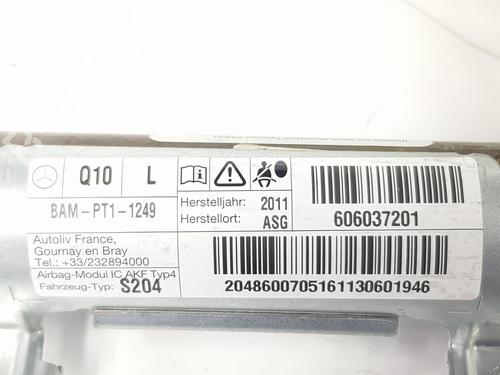 Q10 L
BAM-PT1-1249
Autoliv France,
Gournay en Bray
Tel.: +33/232894000
Airbag-Modul IC AKF Typ4
Fahrzeug-Typ: S204
Herstelljahr: 2011
Herstellort: ASG
606037201
2048600705161130601946